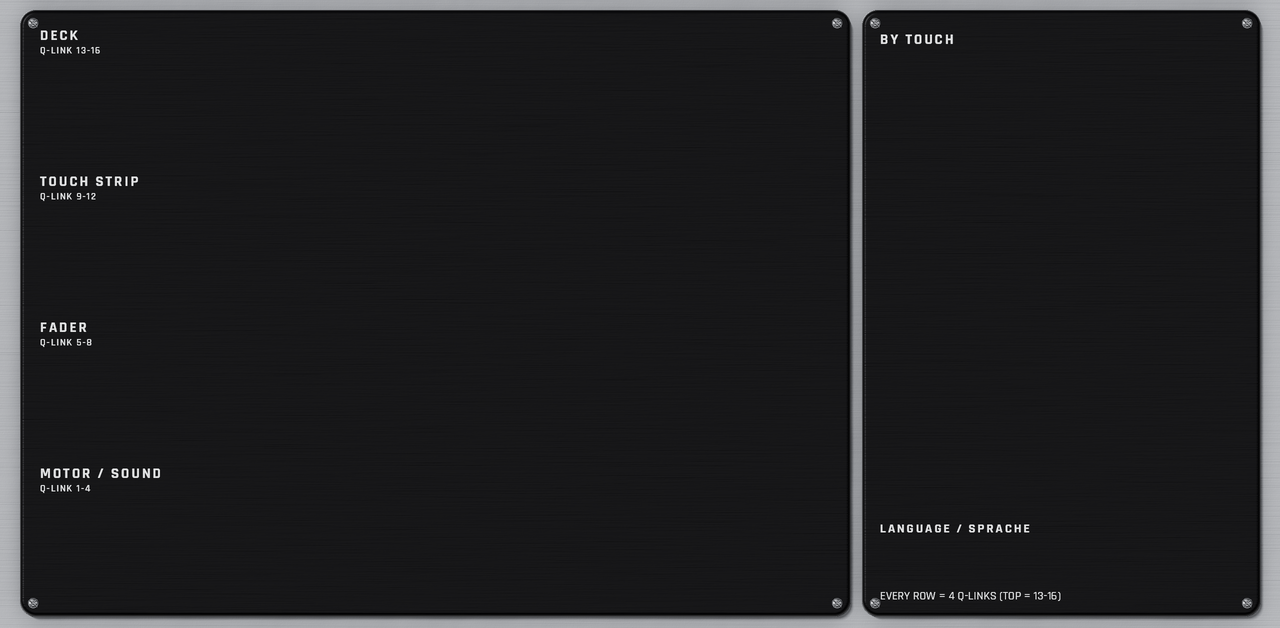 DECK
Q-LINK 13-16
TOUCH STRIP
Q-LINK 9-12
FADER
Q-LINK 5-8
MOTOR / SOUND
Q-LINK 1-4
BY TOUCH
LANGUAGE / SPRACHE
EVERY ROW = 4 Q-LINKS (TOP = 13-16)